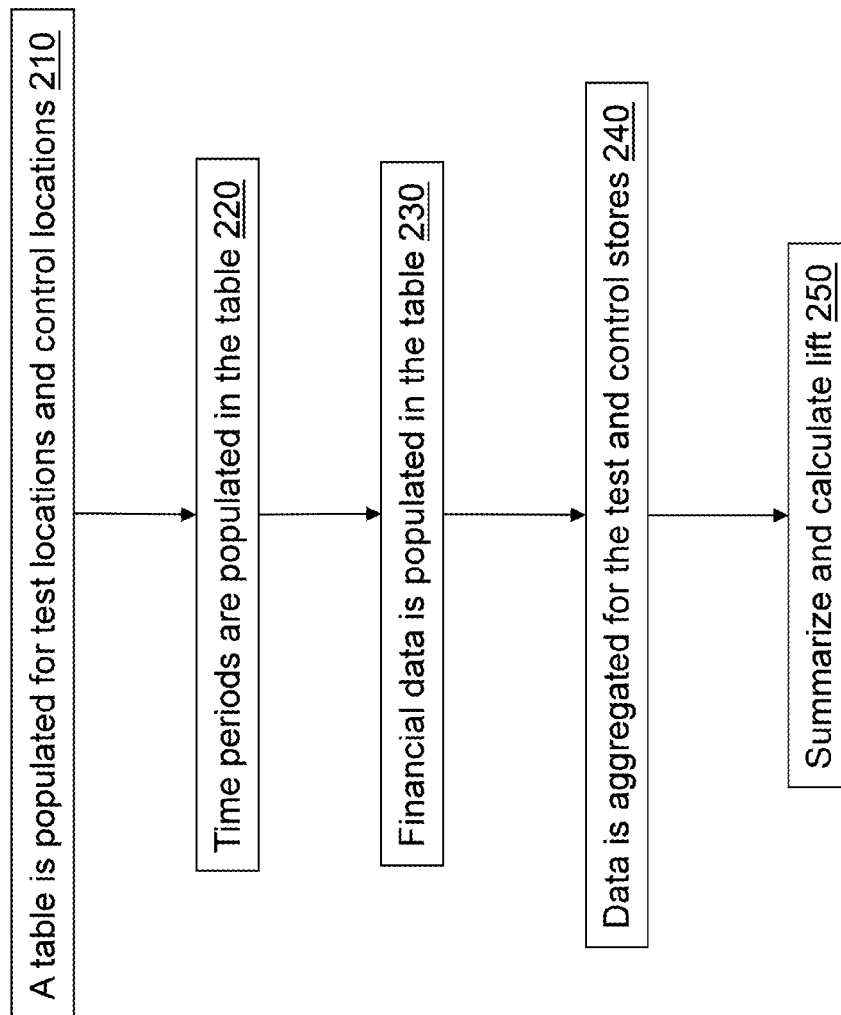 A table is populated for test locations and control locations 210
Time periods are populated in the table 220
Financial data is populated in the table 230
Data is aggregated for the test and control stores 240
Summarize and calculate lift 250